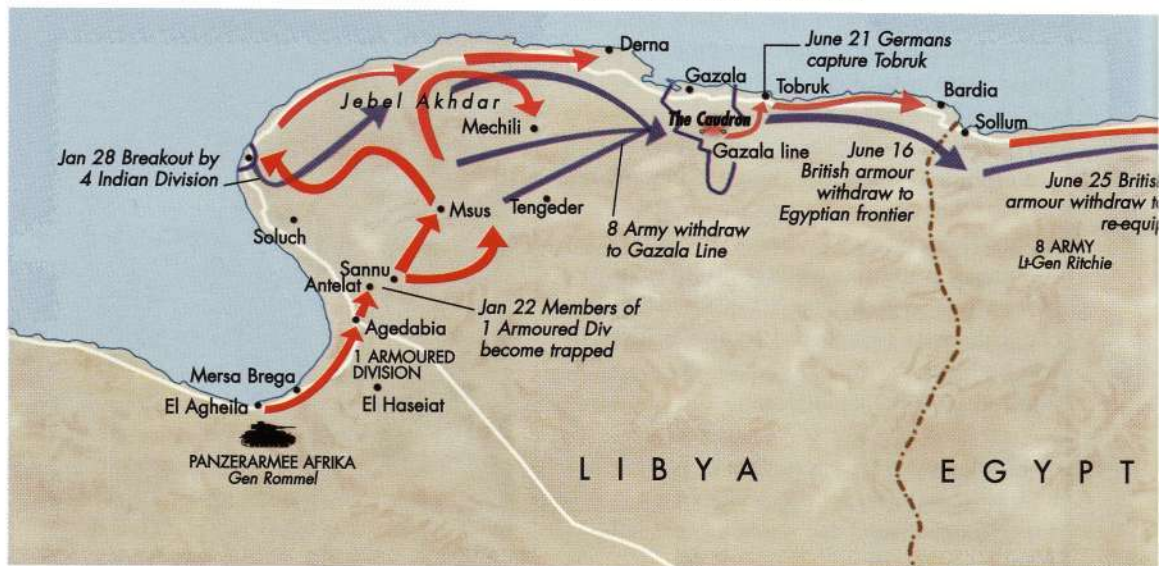 Derna
June 21 Germans
capture Tobruk
Gazala
Tobruk
Bardia
Jebel Akhdar
The Caudron
Mechili
Sollum
Gazala line
Jan 28 Breakout by
4 Indian Division
June 16
British armour
withdraw to
Egyptian frontier
June 25 British
armour withdraw to
re-equip
8 ARMY
Lt-Gen Ritchie
Msus
Tengeder
8 Army withdraw
to Gazala Line
Soluch
Sannu
Antelat
Jan 22 Members of
1 Armoured Div
become trapped
Agedabia
1 ARMOURED
DIVISION
Mersa Brega
El Agheila
El Haseiat
PANZERARMEE AFRIKA
Gen Rommel
LIBYA
EGYPT